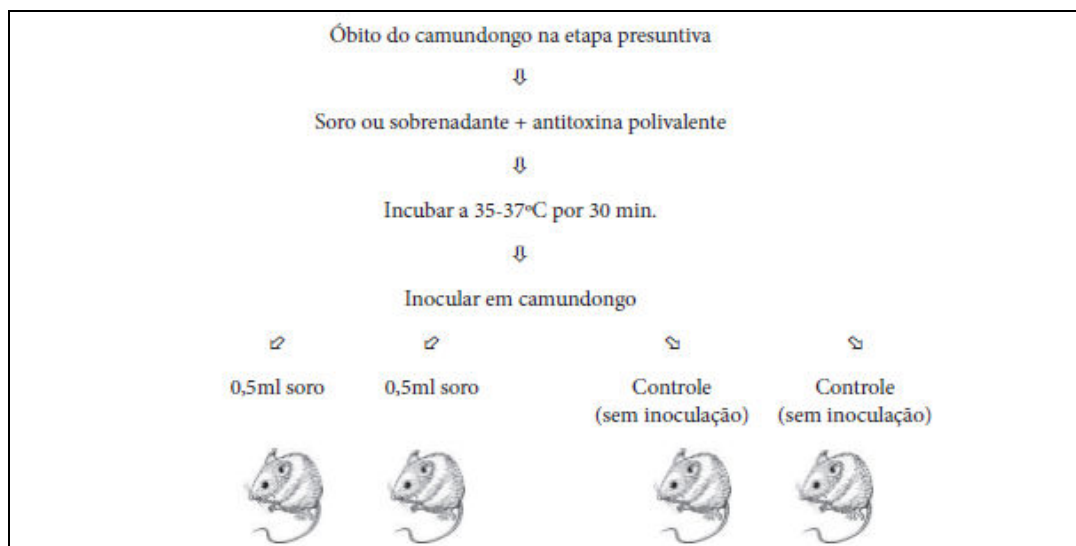 Óbito do camundongo na etapa presuntiva
⇩
Soro ou sobrenadante + antitoxina polivalente
⇩
Incubar a 35-37ºC por 30 min.
⇩
Inocular em camundongo
0,5ml soro 0,5ml soro Controle Controle
(sem inoculação) (sem inoculação)